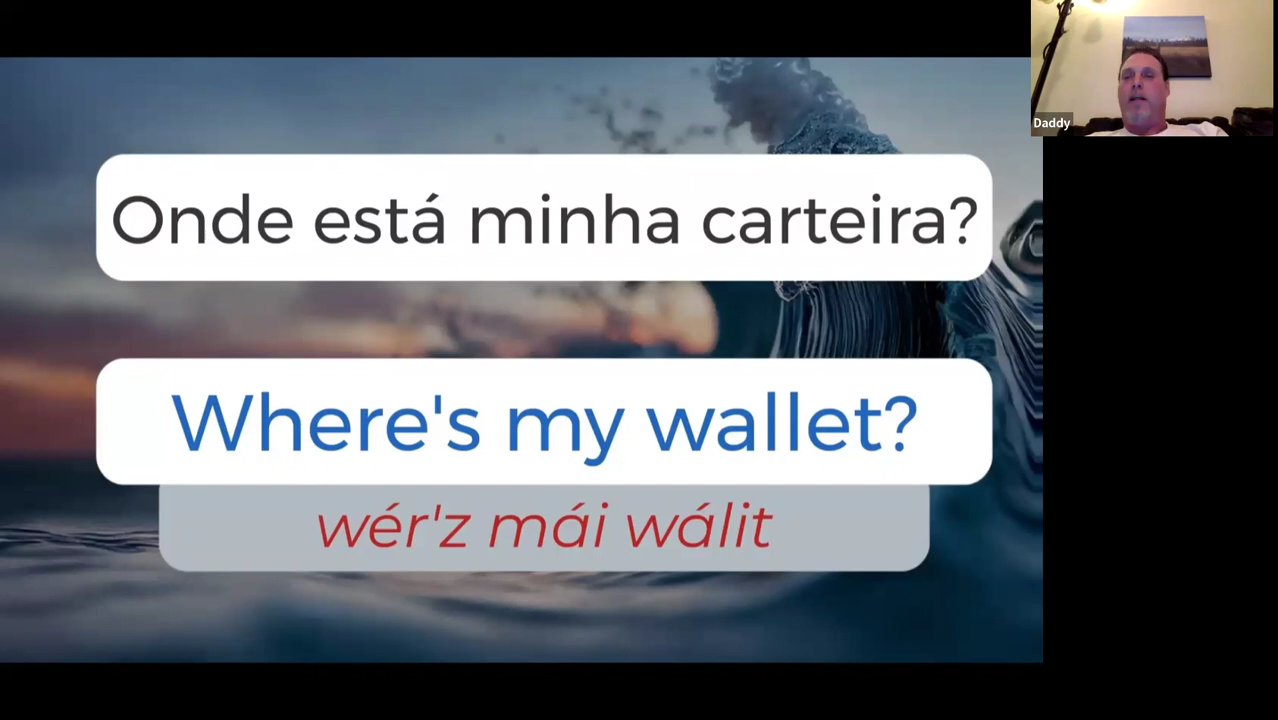 Daddy
Onde está minha carteira?
Where's my wallet?
wér'z mái wálit